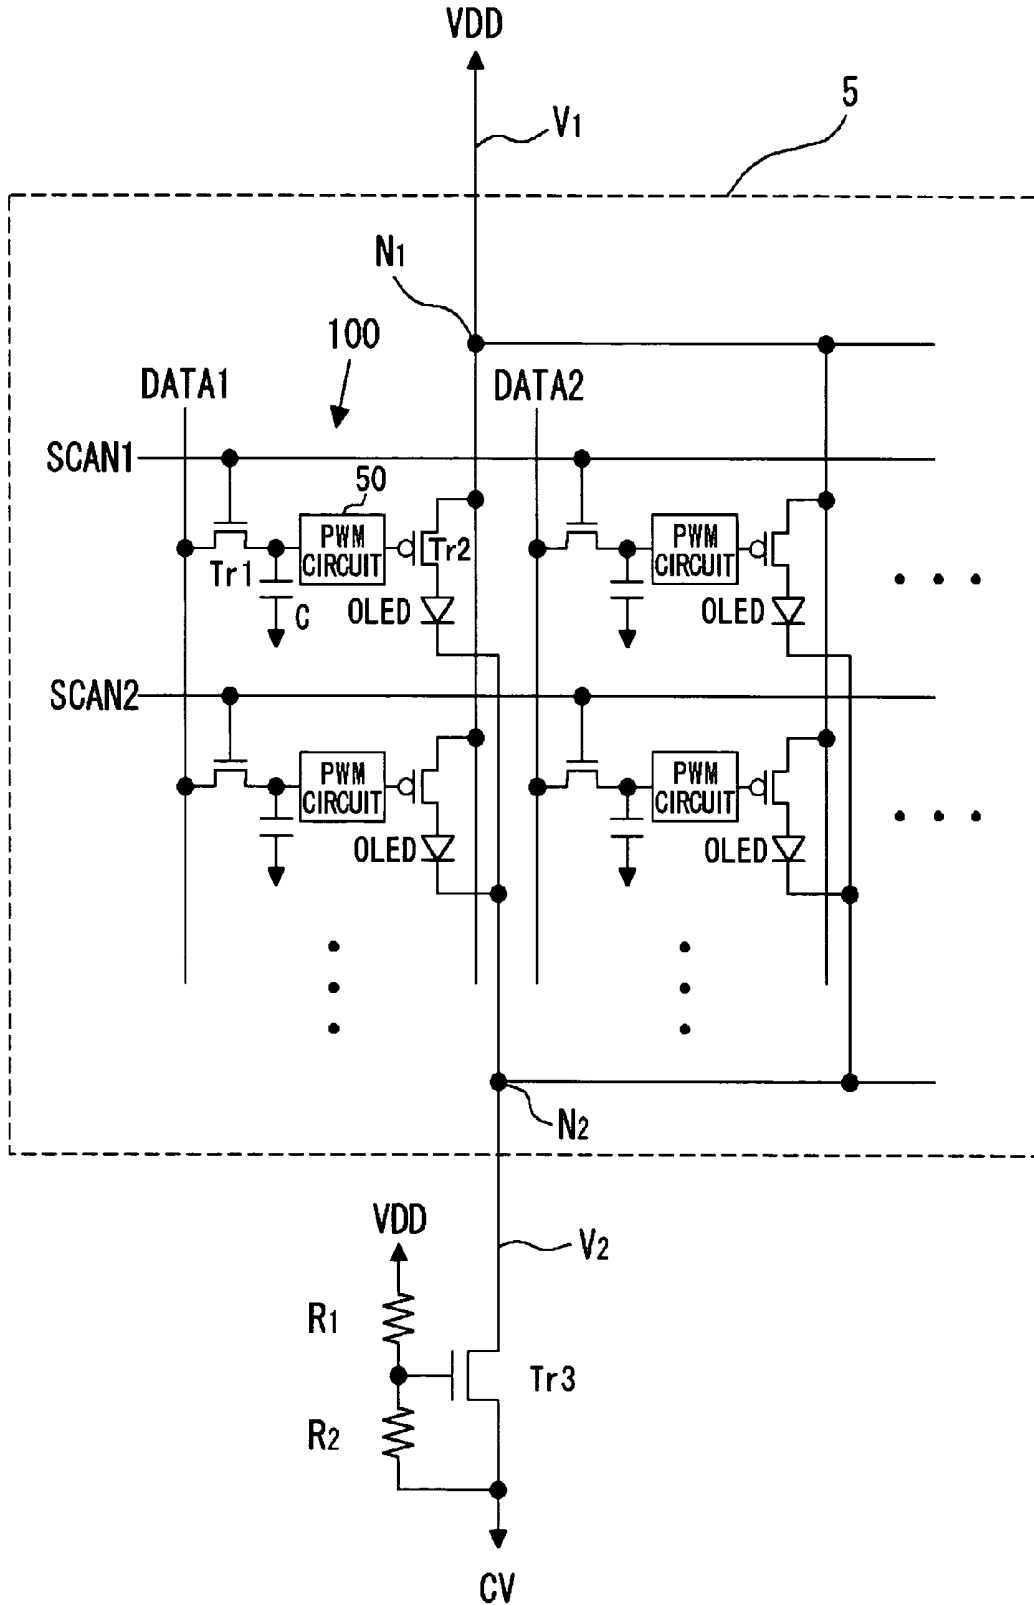 VDD
V1
5
N1
100
DATA1
DATA2
SCAN1
50
PWM
CIRCUIT
Tr2
PWM
CIRCUIT
Tr1
C
OLED
OLED
SCAN2
PWM
CIRCUIT
PWM
CIRCUIT
OLED
OLED
N2
VDD
V2
R1
Tr3
R2
CV